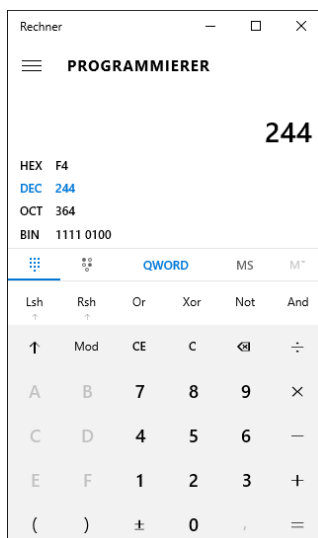 Rechner
PROGRAMMIERER
244
HEX F4
DEC 244
OCT 364
BIN 1111 0100
QWORD MS M˅
Lsh Rsh Or Xor Not And
↑ ↑
↑ Mod CE C ⌫ ÷
A B 7 8 9 ×
C D 4 5 6 −
E F 1 2 3 +
( ) ± 0 , =